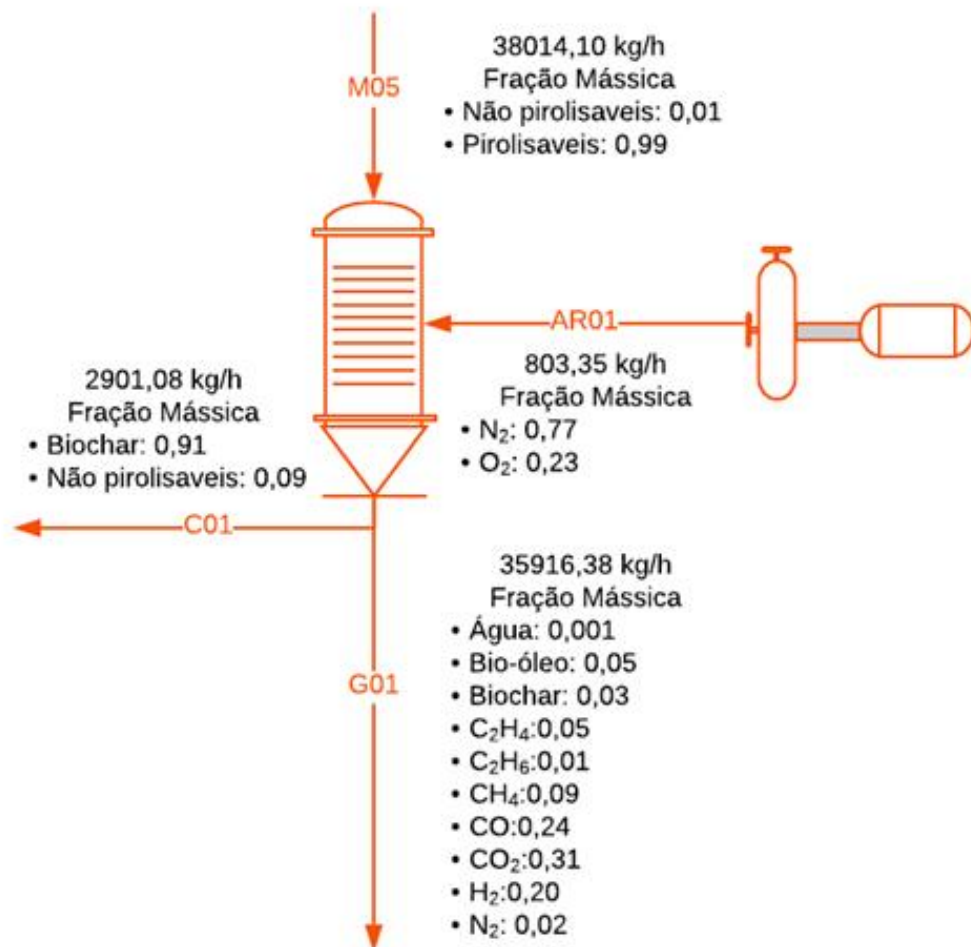 38014,10 kg/h
Fração Mássica
M05
• Não pirolisaveis: 0,01
• Pirolisaveis: 0,99
AR01
803,35 kg/h
Fração Mássica
• N₂: 0,77
• O₂: 0,23
2901,08 kg/h
Fração Mássica
• Biochar: 0,91
• Não pirolisaveis: 0,09
C01
35916,38 kg/h
Fração Mássica
• Água: 0,001
• Bio-óleo: 0,05
• Biochar: 0,03
G01
• C₂H₄:0,05
• C₂H₆:0,01
• CH₄:0,09
• CO:0,24
• CO₂:0,31
• H₂:0,20
• N₂: 0,02